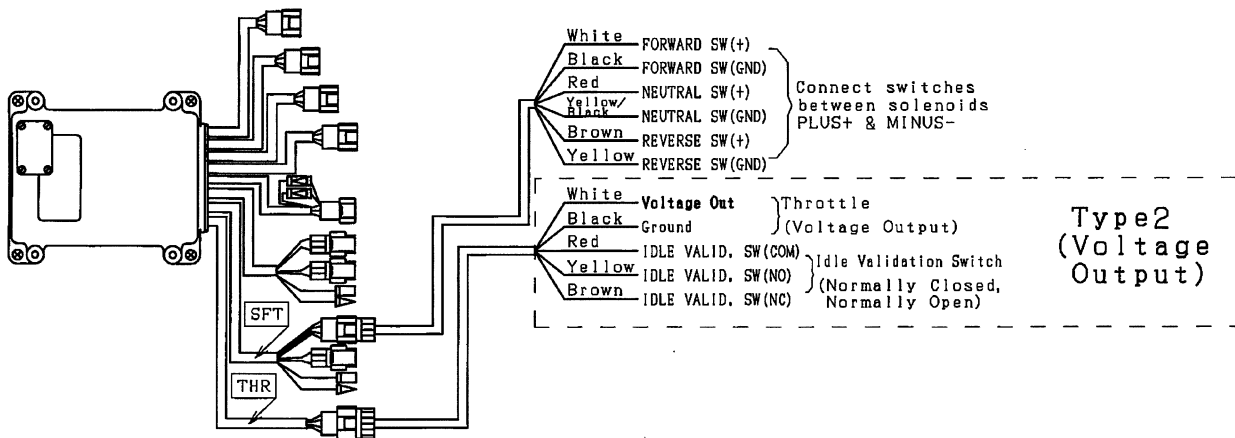 White FORWARD SW(+)
Black FORWARD SW(GND)
Red NEUTRAL SW(+)
Yellow/
Black NEUTRAL SW(GND)
Brown REVERSE SW(+)
Yellow REVERSE SW(GND)
Connect switches
between solenoids
PLUS+ & MINUS-
White Voltage Out
Black Ground
Throttle
(Voltage Output)
Red IDLE VALID. SW(COM)
Yellow IDLE VALID. SW(NO)
Brown IDLE VALID. SW(NC)
Idle Validation Switch
(Normally Closed,
Normally Open)
Type2
(Voltage
Output)
SFT
THR